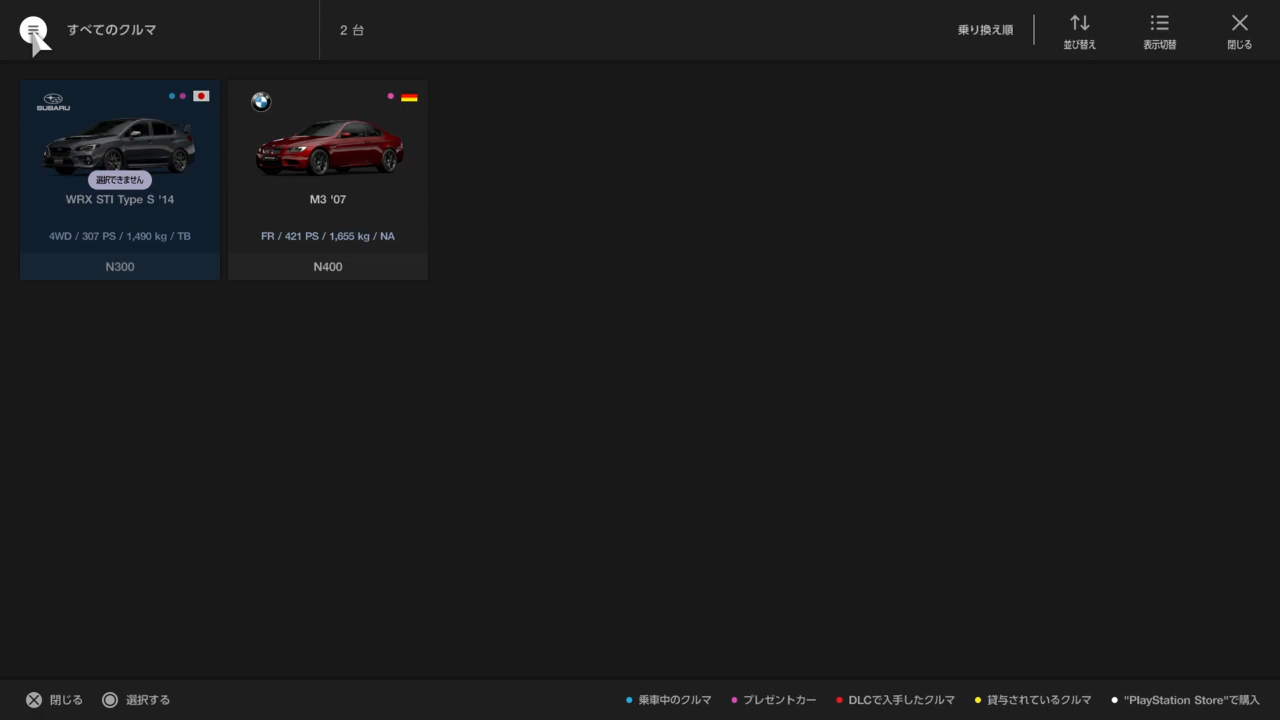 すべてのクルマ
2 台
乗り換え順
並び替え
表示切替
閉じる
SUBARU
選択できません
WRX STI Type S '14
4WD / 307 PS / 1,490 kg / TB
N300
M3 '07
FR / 421 PS / 1,655 kg / NA
N400
閉じる
選択する
乗車中のクルマ
プレゼントカー
DLCで入手したクルマ
貸与されているクルマ
"PlayStation Store"で購入